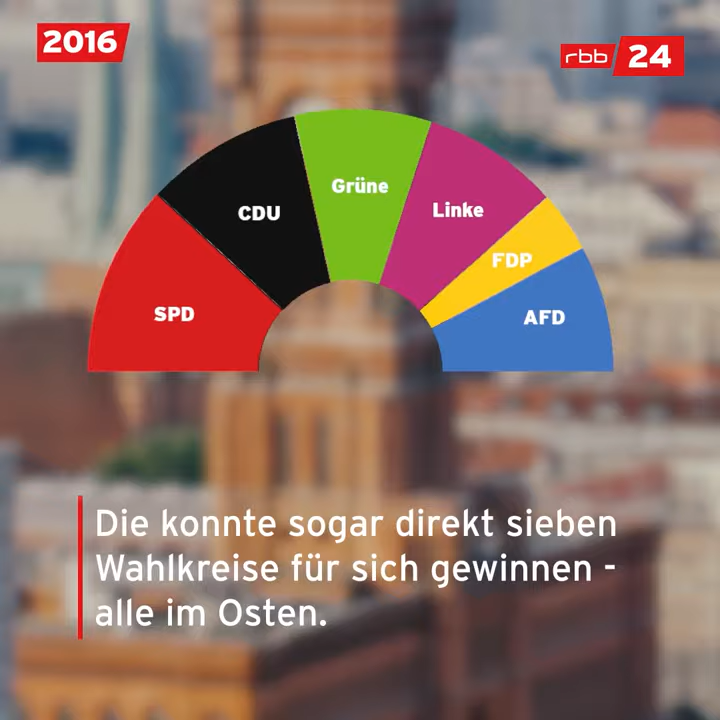 2016
rbb 24
Grüne
CDU
Linke
FDP
SPD
AFD
Die konnte sogar direkt sieben
Wahlkreise für sich gewinnen -
alle im Osten.